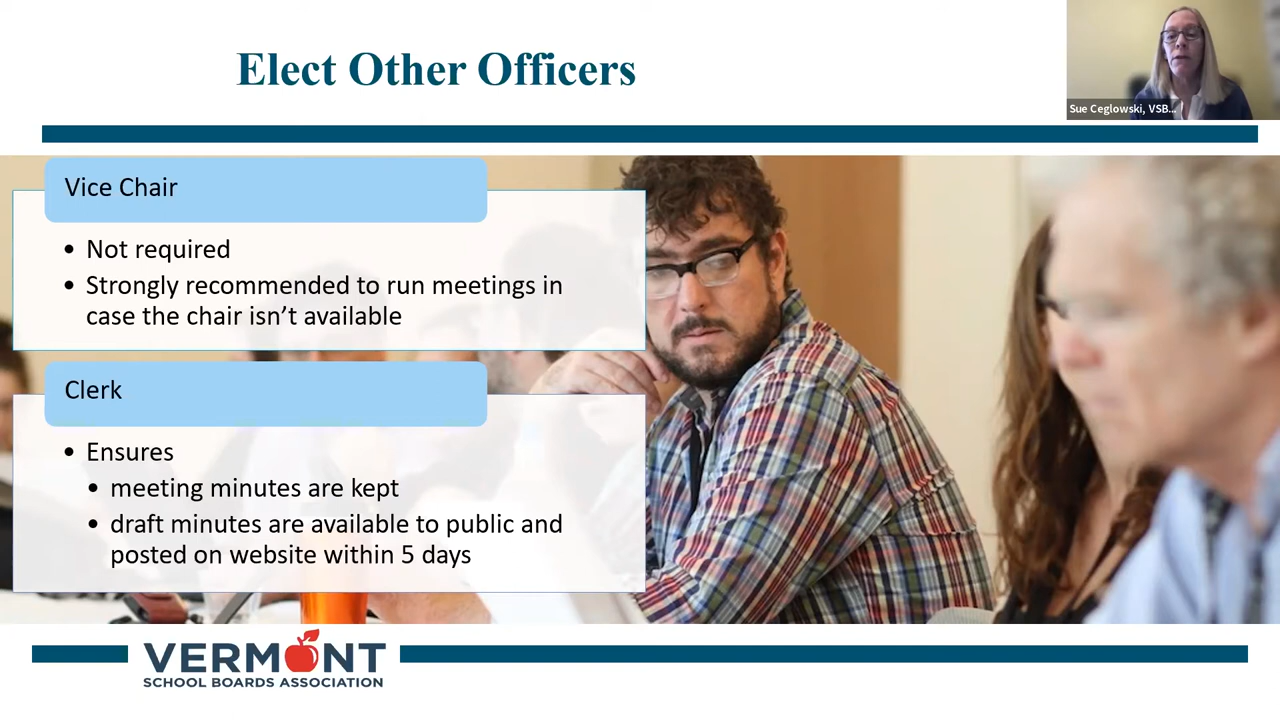 Elect Other Officers
Sue Ceglowski, VSB...
Vice Chair
• Not required
• Strongly recommended to run meetings in
case the chair isn’t available
Clerk
• Ensures
• meeting minutes are kept
• draft minutes are available to public and
posted on website within 5 days
VERMONT
SCHOOL BOARDS ASSOCIATION